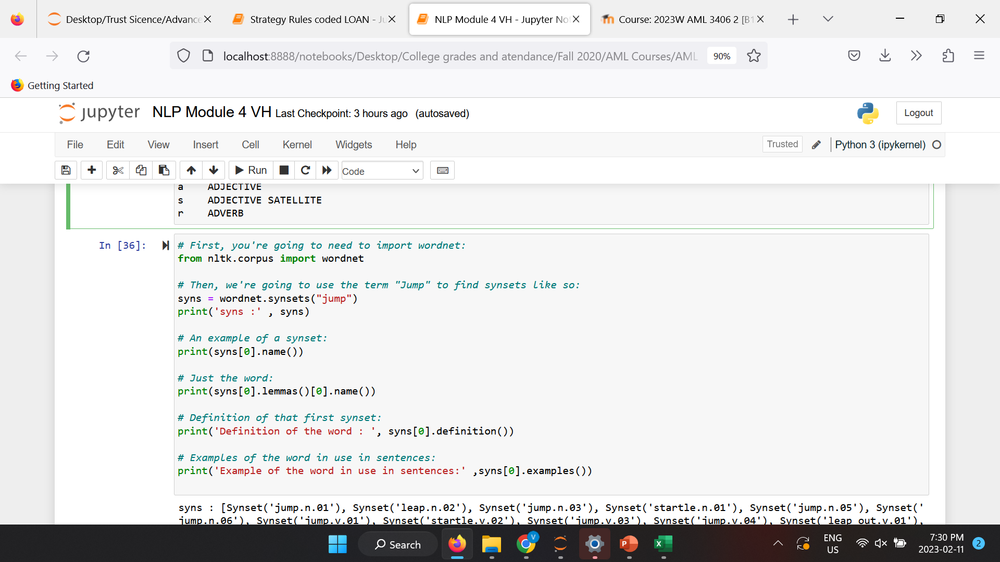 Desktop/Trust Sicence/Advance
Strategy Rules coded LOAN - Ju
NLP Module 4 VH - Jupyter No
Course: 2023W AML 3406 2 [B1
localhost:8888/notebooks/Desktop/College grades and atendance/Fall 2020/AML Courses/AML
90%
Getting Started
jupyter NLP Module 4 VH Last Checkpoint: 3 hours ago (autosaved)
Logout
File Edit View Insert Cell Kernel Widgets Help
Trusted
Python 3 (ipykernel)
Run
Code
a ADJECTIVE
s ADJECTIVE SATELLITE
r ADVERB
In [36]:
# First, you're going to need to import wordnet:
from nltk.corpus import wordnet
# Then, we're going to use the term "Jump" to find synsets like so:
syns = wordnet.synsets("jump")
print('syns :' , syns)
# An example of a synset:
print(syns[0].name())
# Just the word:
print(syns[0].lemmas()[0].name())
# Definition of that first synset:
print('Definition of the word : ', syns[0].definition())
# Examples of the word in use in sentences:
print('Example of the word in use in sentences:' ,syns[0].examples())
syns : [Synset('jump.n.01'), Synset('leap.n.02'), Synset('jump.n.03'), Synset('startle.n.01'), Synset('jump.n.05'), Synset('
jump.n.06'), Synset('jump.v.01'), Synset('startle.v.02'), Synset('jump.v.03'), Synset('jump.v.04'), Synset('leap_out.v.01'),
Search
V
P
X
ENG
US
7:30 PM
2023-02-11
2